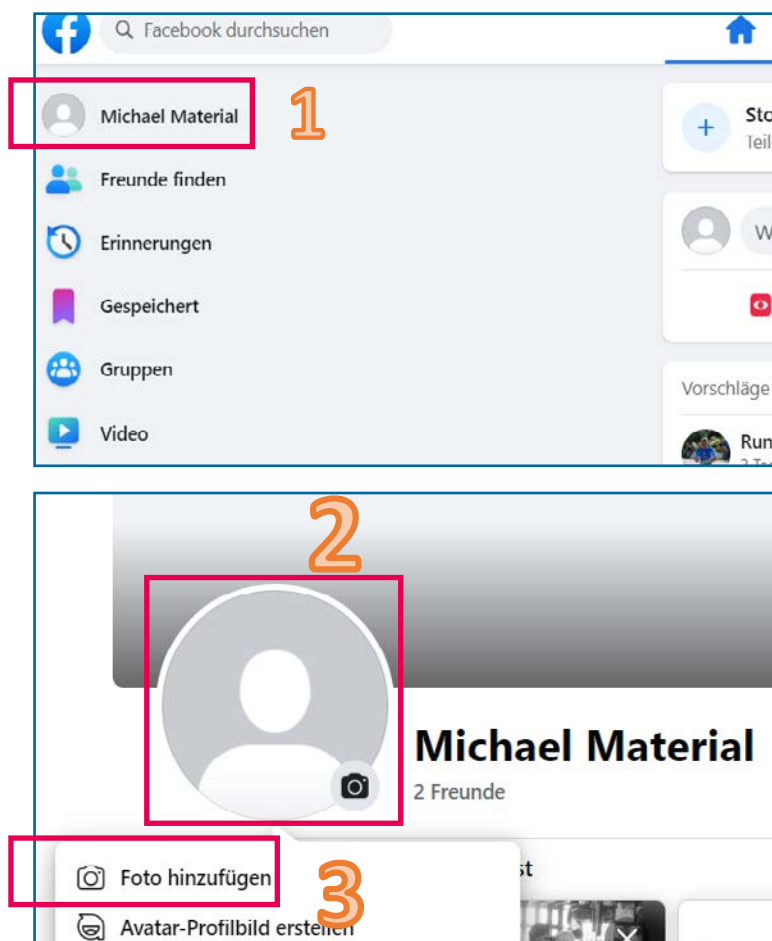 Facebook durchsuchen
Michael Material
1
Freunde finden
Erinnerungen
Gespeichert
Gruppen
Video
Vorschläge
2
Michael Material
2 Freunde
Foto hinzufügen
3
Avatar-Profilbild erstellen